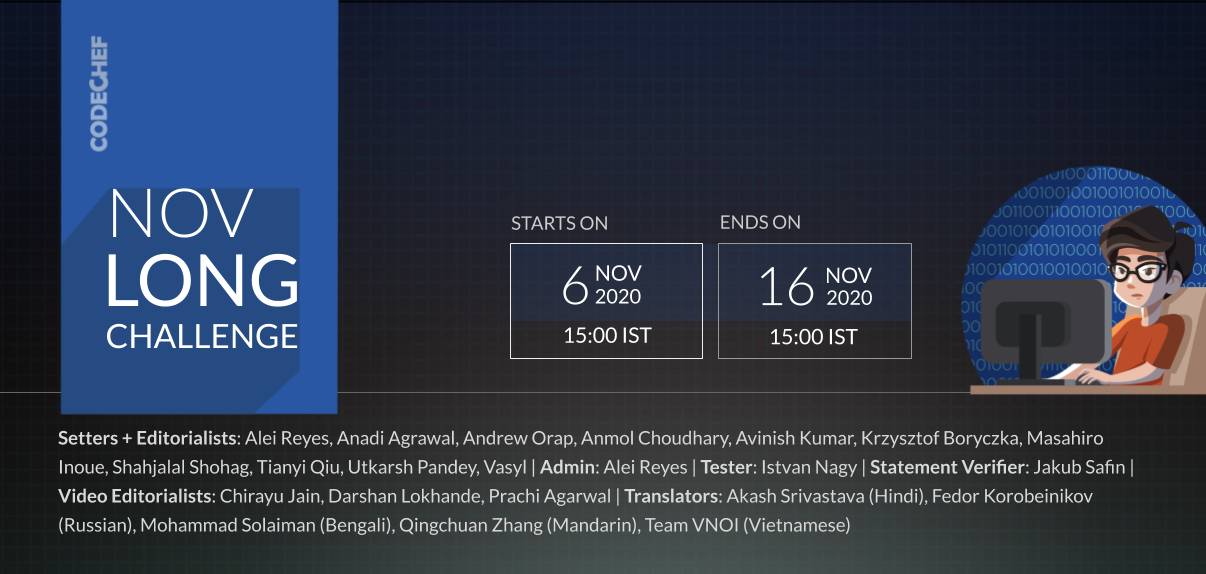 CODECHEF
NOV
LONG
CHALLENGE
STARTS ON
6 NOV
2020
15:00 IST
ENDS ON
16 NOV
2020
15:00 IST
Setters + Editorialists: Alei Reyes, Anadi Agrawal, Andrew Orap, Anmol Choudhary, Avinish Kumar, Krzysztof Boryczka, Masahiro
Inoue, Shahjalal Shohag, Tianyi Qiu, Utkarsh Pandey, Vasyl | Admin: Alei Reyes | Tester: Istvan Nagy | Statement Verifier: Jakub Safin |
Video Editorialists: Chirayu Jain, Darshan Lokhande, Prachi Agarwal | Translators: Akash Srivastava (Hindi), Fedor Korobeinikov
(Russian), Mohammad Solaiman (Bengali), Qingchuan Zhang (Mandarin), Team VNOI (Vietnamese)